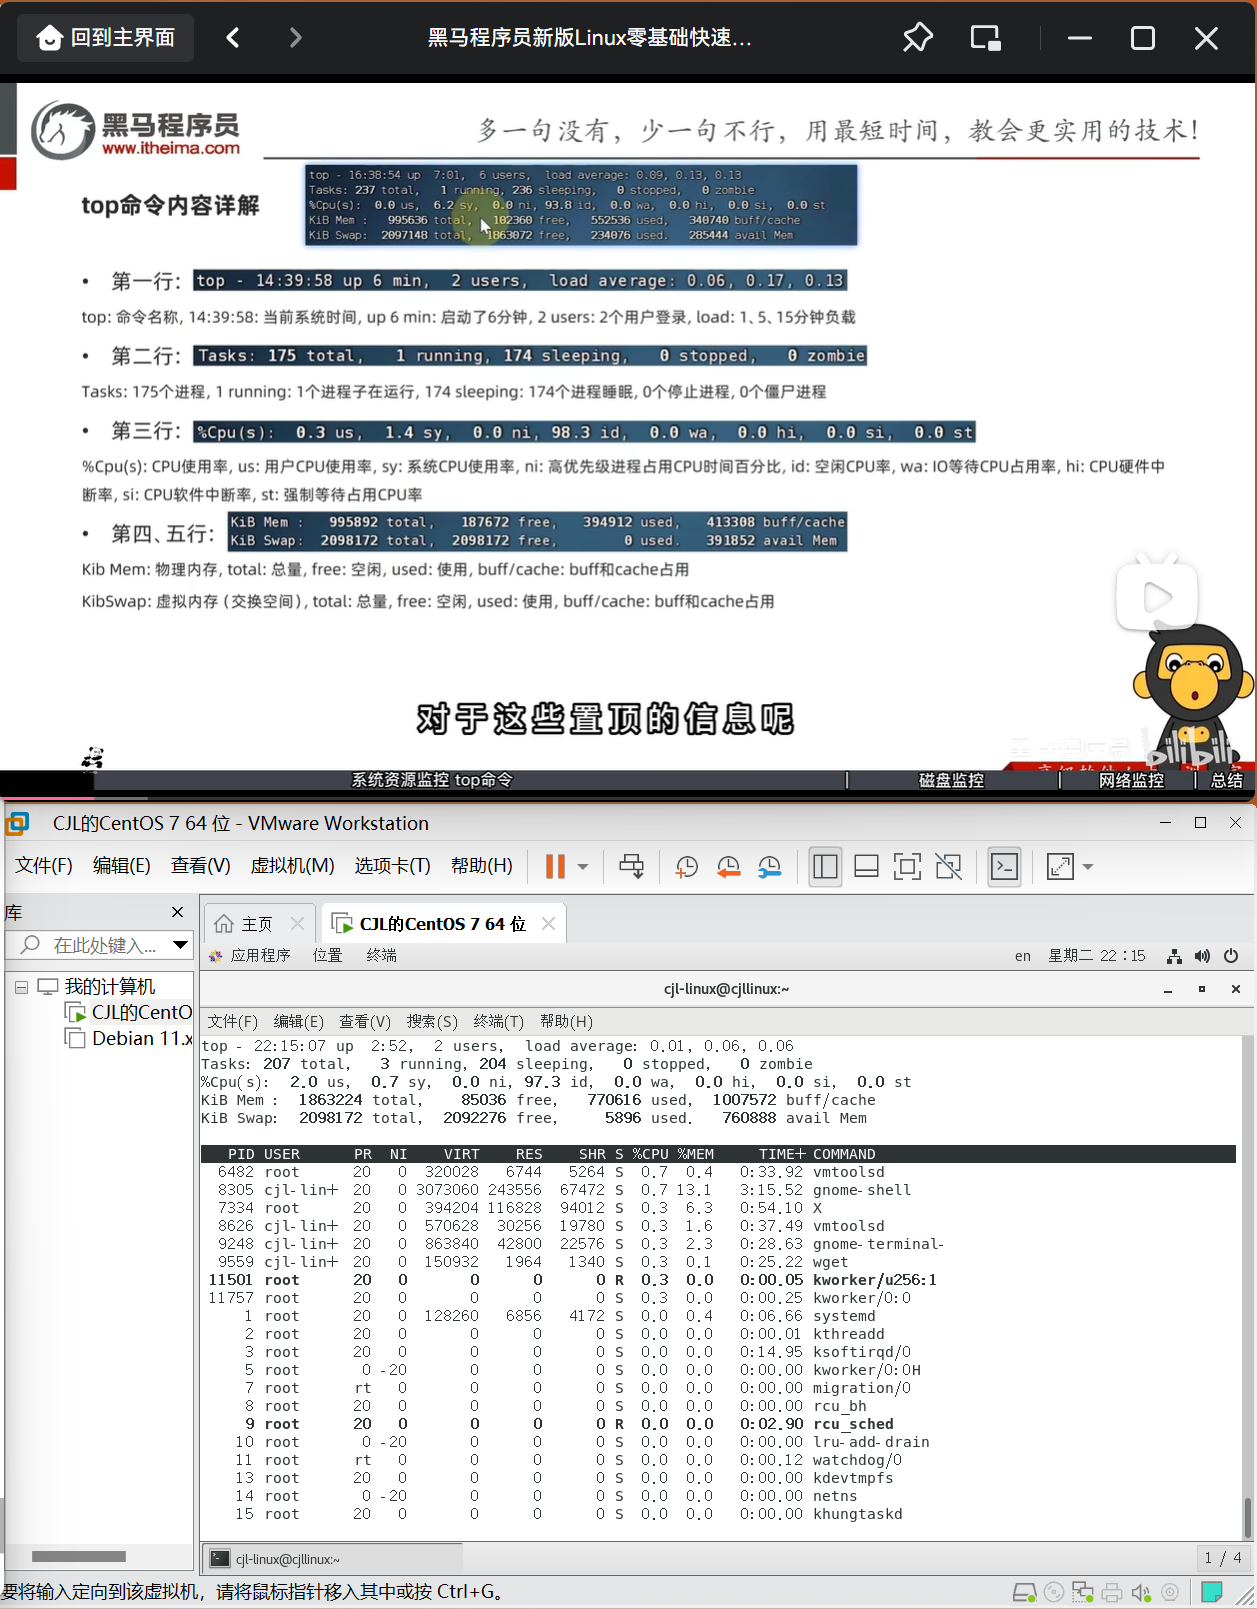 回到主界面
黑马程序员新版Linux零基础快速...
黑马程序员
www.itheima.com
多一句没有，少一句不行，用最短时间，教会更实用的技术！
top命令内容详解
top - 16:38:54 up  7:01,  6 users,  load average: 0.09, 0.13, 0.13
Tasks: 237 total,   1 running, 236 sleeping,   0 stopped,   0 zombie
%Cpu(s):  0.0 us,  6.2 sy,  0.0 ni, 93.8 id,  0.0 wa,  0.0 hi,  0.0 si,  0.0 st
KiB Mem :   995636 total,   102360 free,   552536 used,   340740 buff/cache
KiB Swap:  2097148 total,  1863072 free,   234076 used.   285444 avail Mem
• 第一行: top - 14:39:58 up 6 min,  2 users,  load average: 0.06, 0.17, 0.13
top: 命令名称, 14:39:58: 当前系统时间, up 6 min: 启动了6分钟, 2 users: 2个用户登录, load: 1、5、15分钟负载
• 第二行: Tasks: 175 total,   1 running, 174 sleeping,   0 stopped,   0 zombie
Tasks: 175个进程, 1 running: 1个进程子在运行, 174 sleeping: 174个进程睡眠, 0个停止进程, 0个僵尸进程
• 第三行: %Cpu(s):  0.3 us,  1.4 sy,  0.0 ni, 98.3 id,  0.0 wa,  0.0 hi,  0.0 si,  0.0 st
%Cpu(s): CPU使用率, us: 用户CPU使用率, sy: 系统CPU使用率, ni: 高优先级进程占用CPU时间百分比, id: 空闲CPU率, wa: IO等待CPU占用率, hi: CPU硬件中
断率, si: CPU软件中断率, st: 强制等待占用CPU率
• 第四、五行:
KiB Mem :   995892 total,   187672 free,   394912 used,   413308 buff/cache
KiB Swap:  2098172 total,  2098172 free,        0 used.   391852 avail Mem
Kib Mem: 物理内存, total: 总量, free: 空闲, used: 使用, buff/cache: buff和cache占用
KibSwap: 虚拟内存（交换空间）, total: 总量, free: 空闲, used: 使用, buff/cache: buff和cache占用
对于这些置顶的信息呢
bilibili
系统资源监控 top命令 | 磁盘监控 | 网络监控 | 总结
CJL的CentOS 7 64 位 - VMware Workstation
文件(F) 编辑(E) 查看(V) 虚拟机(M) 选项卡(T) 帮助(H)
库
主页
CJL的CentOS 7 64 位
在此处键入...
应用程序 位置 终端
en 星期二 22：15
我的计算机
CJL的CentO
Debian 11.x
cjl-linux@cjllinux:~
文件(F) 编辑(E) 查看(V) 搜索(S) 终端(T) 帮助(H)
top - 22:15:07 up  2:52,  2 users,  load average: 0.01, 0.06, 0.06
Tasks: 207 total,   3 running, 204 sleeping,   0 stopped,   0 zombie
%Cpu(s):  2.0 us,  0.7 sy,  0.0 ni, 97.3 id,  0.0 wa,  0.0 hi,  0.0 si,  0.0 st
KiB Mem :  1863224 total,    85036 free,   770616 used,  1007572 buff/cache
KiB Swap:  2098172 total,  2092276 free,     5896 used.   760888 avail Mem
PID USER PR NI VIRT RES SHR S %CPU %MEM TIME+ COMMAND
6482 root 20 0 320028 6744 5264 S 0.7 0.4 0:33.92 vmtoolsd
8305 cjl-lin+ 20 0 3073060 243556 67472 S 0.7 13.1 3:15.52 gnome-shell
7334 root 20 0 394204 116828 94012 S 0.3 6.3 0:54.10 X
8626 cjl-lin+ 20 0 570628 30256 19780 S 0.3 1.6 0:37.49 vmtoolsd
9248 cjl-lin+ 20 0 863840 42800 22576 S 0.3 2.3 0:28.63 gnome-terminal-
9559 cjl-lin+ 20 0 150932 1964 1340 S 0.3 0.1 0:25.22 wget
11501 root 20 0 0 0 0 R 0.3 0.0 0:00.05 kworker/u256:1
11757 root 20 0 0 0 0 S 0.3 0.0 0:00.25 kworker/0:0
1 root 20 0 128260 6856 4172 S 0.0 0.4 0:06.66 systemd
2 root 20 0 0 0 0 S 0.0 0.0 0:00.01 kthreadd
3 root 20 0 0 0 0 S 0.0 0.0 0:14.95 ksoftirqd/0
5 root 0 -20 0 0 0 S 0.0 0.0 0:00.00 kworker/0:0H
7 root rt 0 0 0 0 S 0.0 0.0 0:00.00 migration/0
8 root 20 0 0 0 0 S 0.0 0.0 0:00.00 rcu_bh
9 root 20 0 0 0 0 R 0.0 0.0 0:02.90 rcu_sched
10 root 0 -20 0 0 0 S 0.0 0.0 0:00.00 lru-add-drain
11 root rt 0 0 0 0 S 0.0 0.0 0:00.12 watchdog/0
13 root 20 0 0 0 0 S 0.0 0.0 0:00.00 kdevtmpfs
14 root 0 -20 0 0 0 S 0.0 0.0 0:00.00 netns
15 root 20 0 0 0 0 S 0.0 0.0 0:00.00 khungtaskd
cjl-linux@cjllinux:~
1 / 4
要将输入定向到该虚拟机，请将鼠标指针移入其中或按 Ctrl+G。